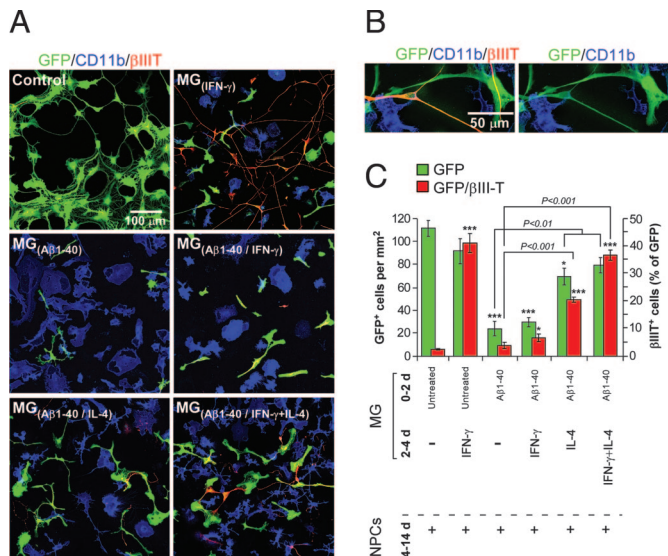 A
GFP/CD11b/βIIIT
Control
100 μm
MG(IFN-γ)
MG(Aβ1-40)
MG(Aβ1-40 / IFN-γ)
MG(Aβ1-40 / IL-4)
MG(Aβ1-40 / IFN-γ+IL-4)
B
GFP/CD11b/βIIIT
GFP/CD11b
50 μm
C
GFP
GFP/βIII-T
P<0.001
P<0.01
P<0.001
GFP+ cells per mm2
120
100
80
60
40
20
0
*** *** *** * * *** ***
50
40
30
20
10
0
βIIIT+ cells (% of GFP)
MG
0-2 d
Untreated Untreated Aβ1-40 Aβ1-40 Aβ1-40 Aβ1-40
2-4 d
- IFN-γ - IFN-γ IL-4 IFN-γ+IL-4
NPCs
4-14 d
+ + + + + +